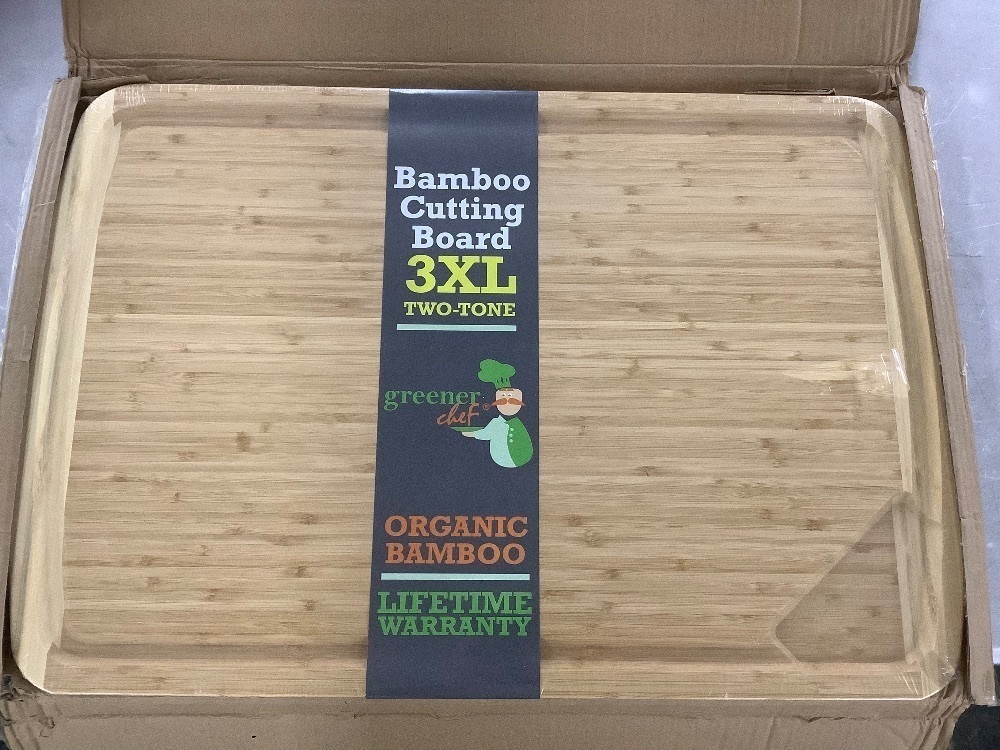 Bamboo
Cutting
Board
3XL
TWO-TONE
greener
chef®
ORGANIC
BAMBOO
LIFETIME
WARRANTY